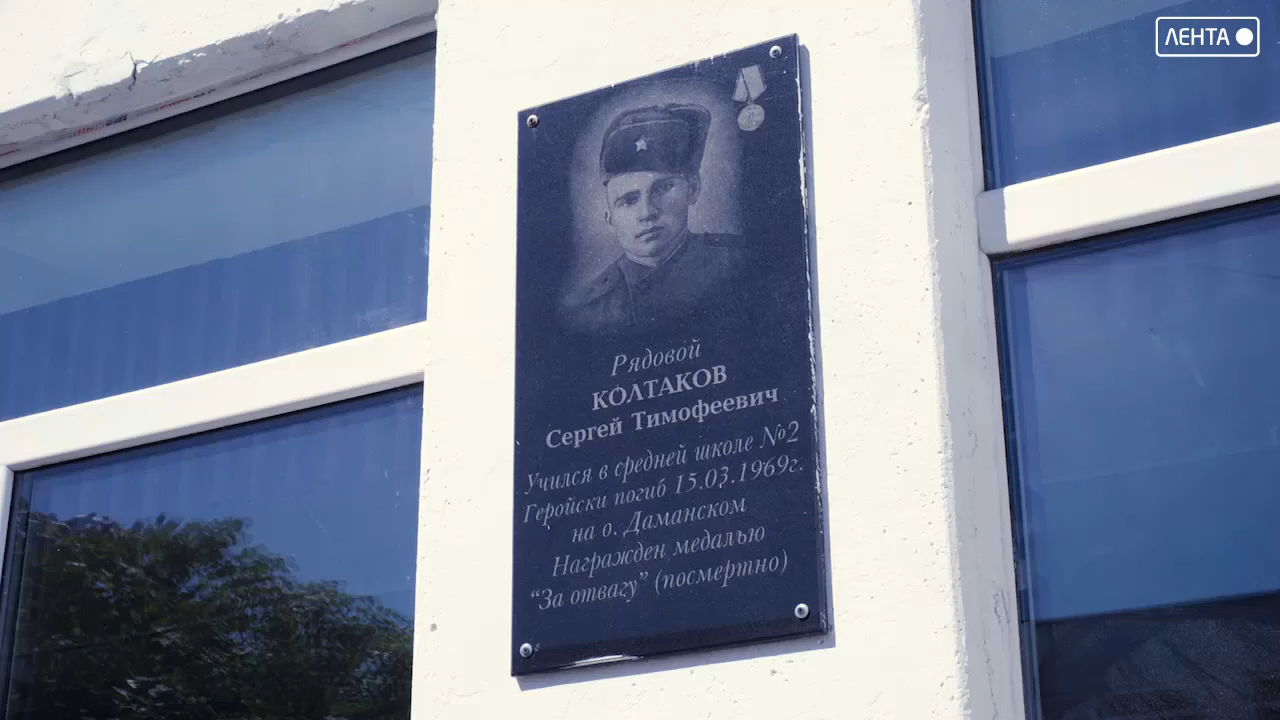 ЛЕНТА
Рядовой
КОЛТАКОВ
Сергей Тимофеевич
Учился в средней школе №2
Геройски погиб 15.03.1969г.
на о. Даманском
Награжден медалью
“За отвагу” (посмертно)